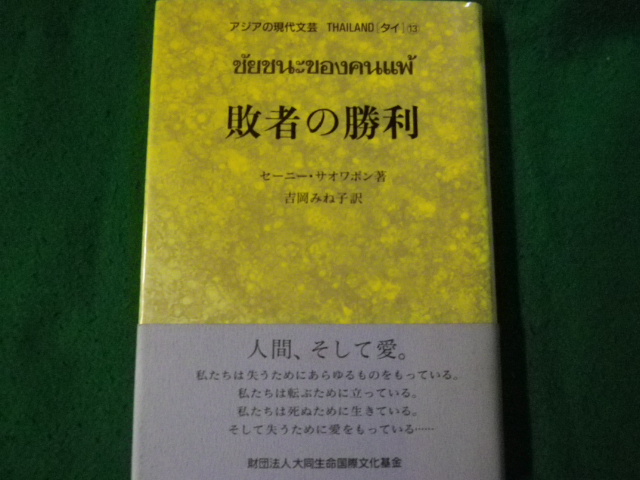 アジアの現代文芸 THAILAND[タイ]13
ชัยชนะของคนแพ้
敗者の勝利
セーニー・サオワポン著
吉岡みね子訳
人間、そして愛。
私たちは失うためにあらゆるものをもっている。
私たちは転ぶために立っている。
私たちは死ぬために生きている。
そして失うために愛をもっている……
財団法人大同生命国際文化基金